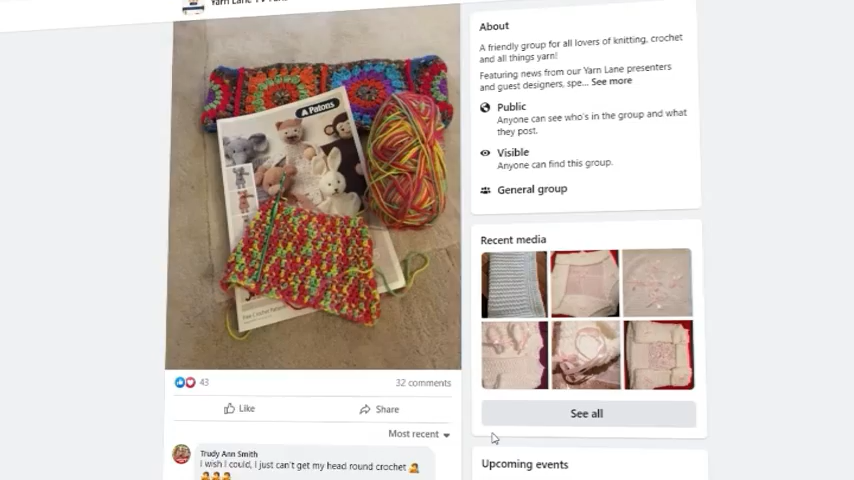 Yarn Lane TV
About
A friendly group for all lovers of knitting, crochet
and all things yarn!
Featuring news from our Yarn Lane presenters
and guest designers, spe... See more
Public
Anyone can see who's in the group and what
they post.
Visible
Anyone can find this group.
General group
Patons
Recent media
See all
43
32 comments
Like
Share
Most recent
Trudy Ann Smith
I wish I could, I just can't get my head round crochet
Upcoming events